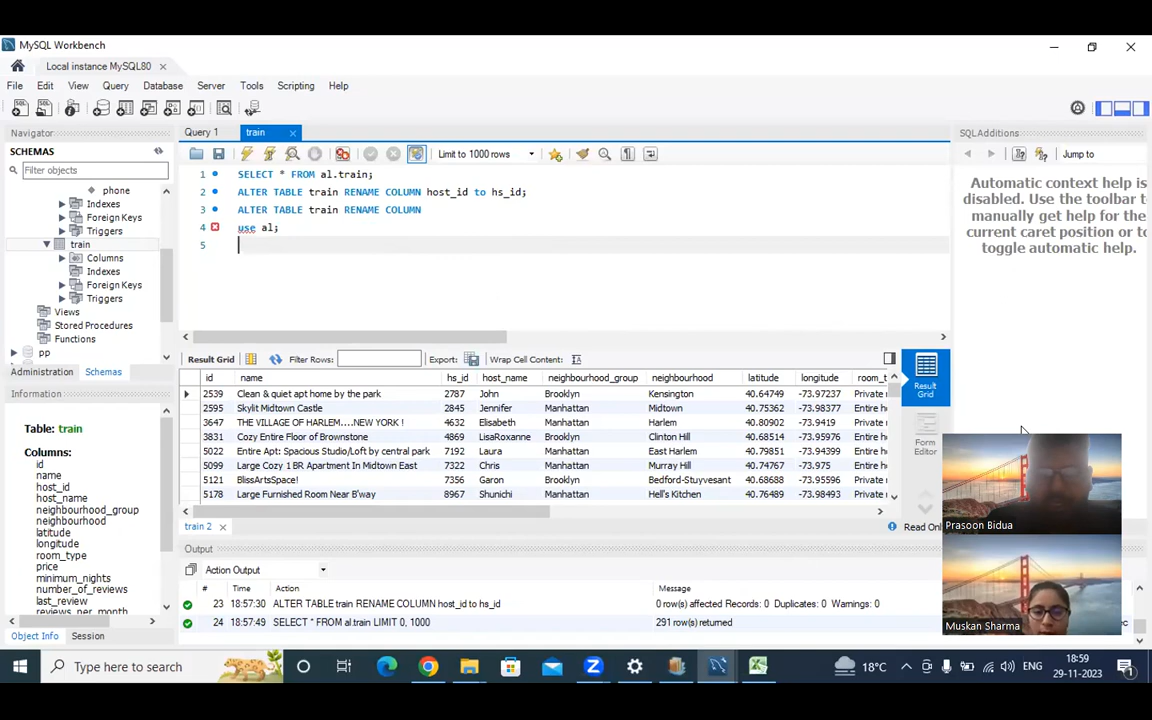 MySQL Workbench
Local instance MySQL80
File Edit View Query Database Server Tools Scripting Help
Navigator
SCHEMAS
Filter objects
phone
Indexes
Foreign Keys
Triggers
train
Columns
Indexes
Foreign Keys
Triggers
Views
Stored Procedures
Functions
pp
Administration Schemas
Information
Table: train
Columns:
id
name
host_id
host_name
neighbourhood_group
neighbourhood
latitude
longitude
room_type
price
minimum_nights
number_of_reviews
last_review
reviews_per_month
Object Info Session
Query 1 train
Limit to 1000 rows
1 SELECT * FROM al.train;
2 ALTER TABLE train RENAME COLUMN host_id to hs_id;
3 ALTER TABLE train RENAME COLUMN
4 use al;
5
Result Grid Filter Rows: Export: Wrap Cell Content:
id name hs_id host_name neighbourhood_group neighbourhood latitude longitude room_t
2539 Clean & quiet apt home by the park 2787 John Brooklyn Kensington 40.64749 -73.97237 Private
2595 Skylit Midtown Castle 2845 Jennifer Manhattan Midtown 40.75362 -73.98377 Entire h
3647 THE VILLAGE OF HARLEM....NEW YORK ! 4632 Elisabeth Manhattan Harlem 40.80902 -73.9419 Private
3831 Cozy Entire Floor of Brownstone 4869 LisaRoxanne Brooklyn Clinton Hill 40.68514 -73.95976 Entire h
5022 Entire Apt: Spacious Studio/Loft by central park 7192 Laura Manhattan East Harlem 40.79851 -73.94399 Entire h
5099 Large Cozy 1 BR Apartment In Midtown East 7322 Chris Manhattan Murray Hill 40.74767 -73.975 Entire h
5121 BlissArtsSpace! 7356 Garon Brooklyn Bedford-Stuyvesant 40.68688 -73.95596 Private
5178 Large Furnished Room Near B'way 8967 Shunichi Manhattan Hell's Kitchen 40.76489 -73.98493 Private
Result Grid
Form Editor
train 2
Read Onl
Output
Action Output
# Time Action Message
23 18:57:30 ALTER TABLE train RENAME COLUMN host_id to hs_id 0 row(s) affected Records: 0 Duplicates: 0 Warnings: 0
24 18:57:49 SELECT * FROM al.train LIMIT 0, 1000 291 row(s) returned
SQLAdditions
Jump to
Automatic context help is
disabled. Use the toolbar t
manually get help for the
current caret position or to
toggle automatic help.
Prasoon Bidua
Muskan Sharma
Type here to search
18°C
ENG
18:59
29-11-2023